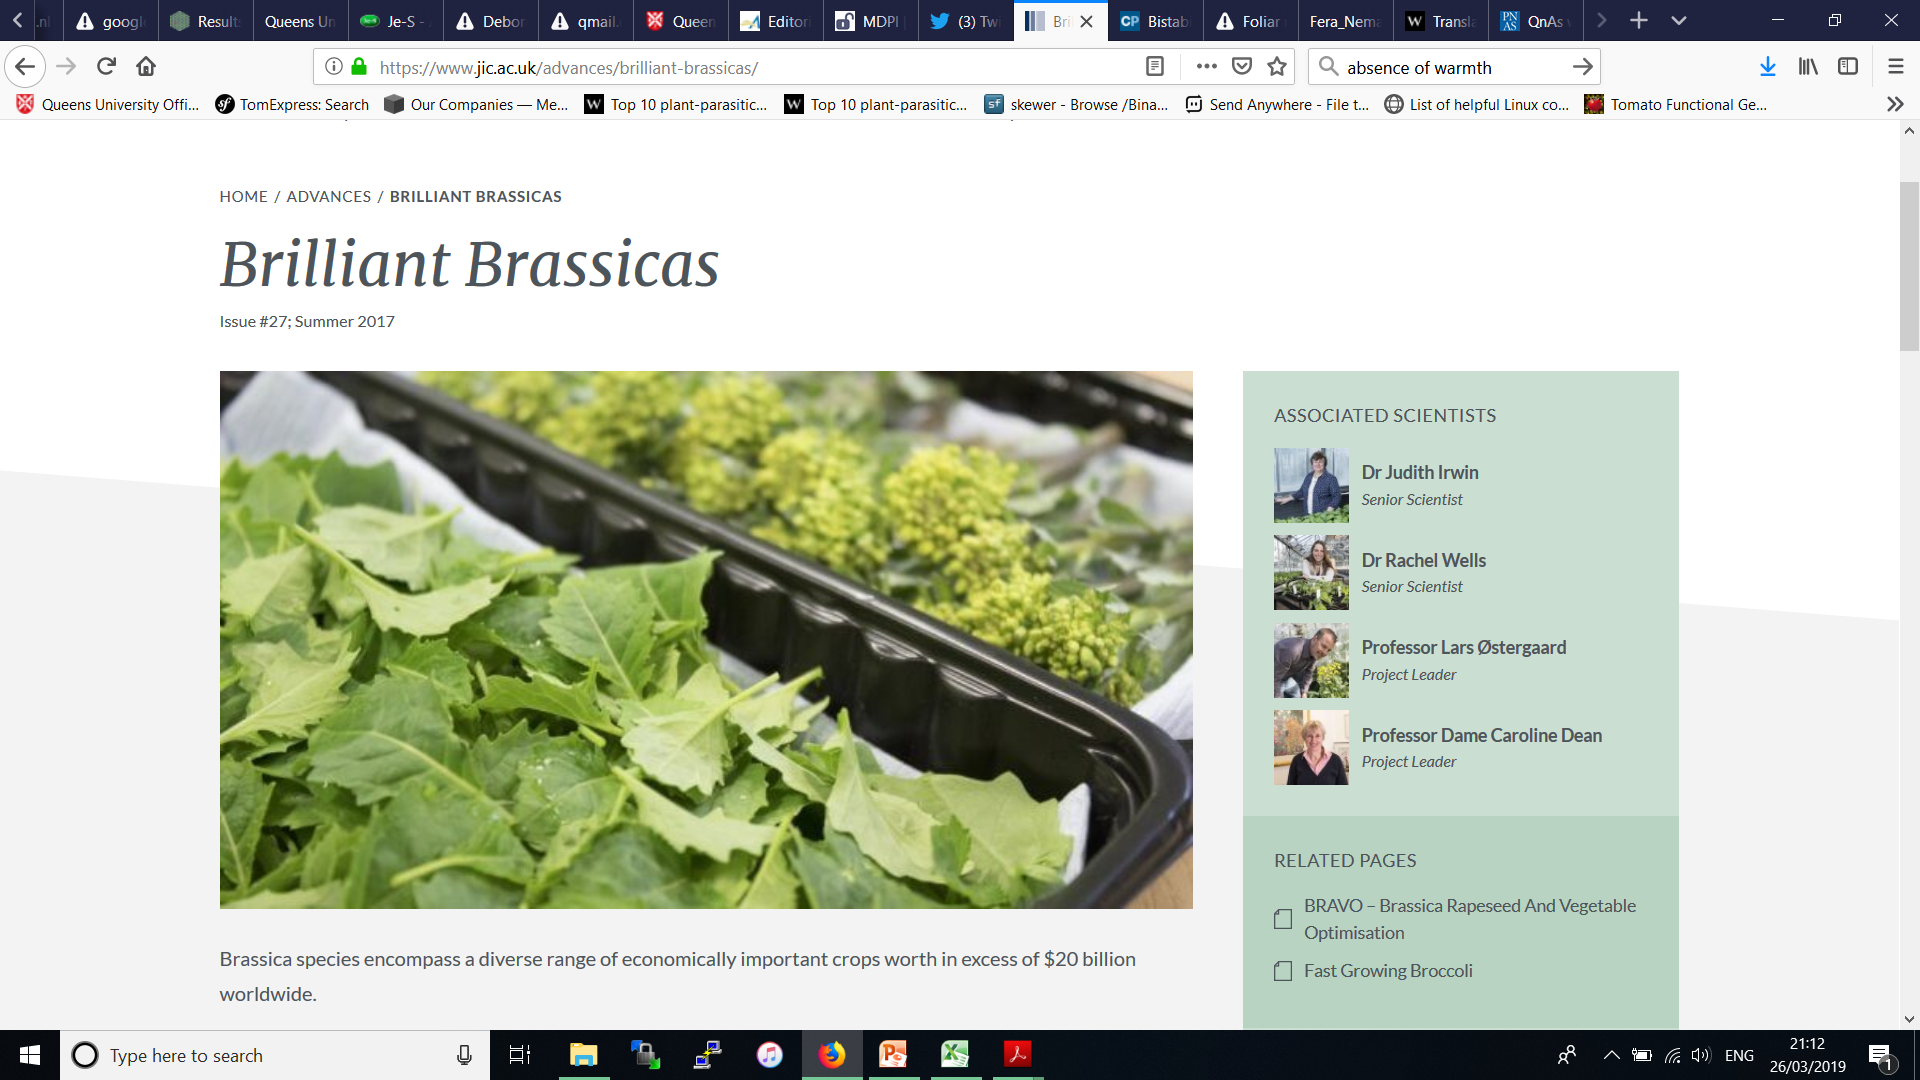 google
Result
Queens Un
Je-S -
Debor
qmail.
Queen
Editori
MDPI
(3) Twi
Bri
Bistab
Foliar
Fera_Nema
Transla
QnAs
https://www.jic.ac.uk/advances/brilliant-brassicas/
absence of warmth
Queens University Offi...
TomExpress: Search
Our Companies — Me...
Top 10 plant-parasitic...
Top 10 plant-parasitic...
skewer - Browse /Bina...
Send Anywhere - File t...
List of helpful Linux co...
Tomato Functional Ge...
HOME / ADVANCES / BRILLIANT BRASSICAS
Brilliant Brassicas
Issue #27; Summer 2017
ASSOCIATED SCIENTISTS
Dr Judith Irwin
Senior Scientist
Dr Rachel Wells
Senior Scientist
Professor Lars Østergaard
Project Leader
Professor Dame Caroline Dean
Project Leader
RELATED PAGES
BRAVO – Brassica Rapeseed And Vegetable
Optimisation
Fast Growing Broccoli
Brassica species encompass a diverse range of economically important crops worth in excess of $20 billion
worldwide.
Type here to search
ENG
21:12
26/03/2019
1